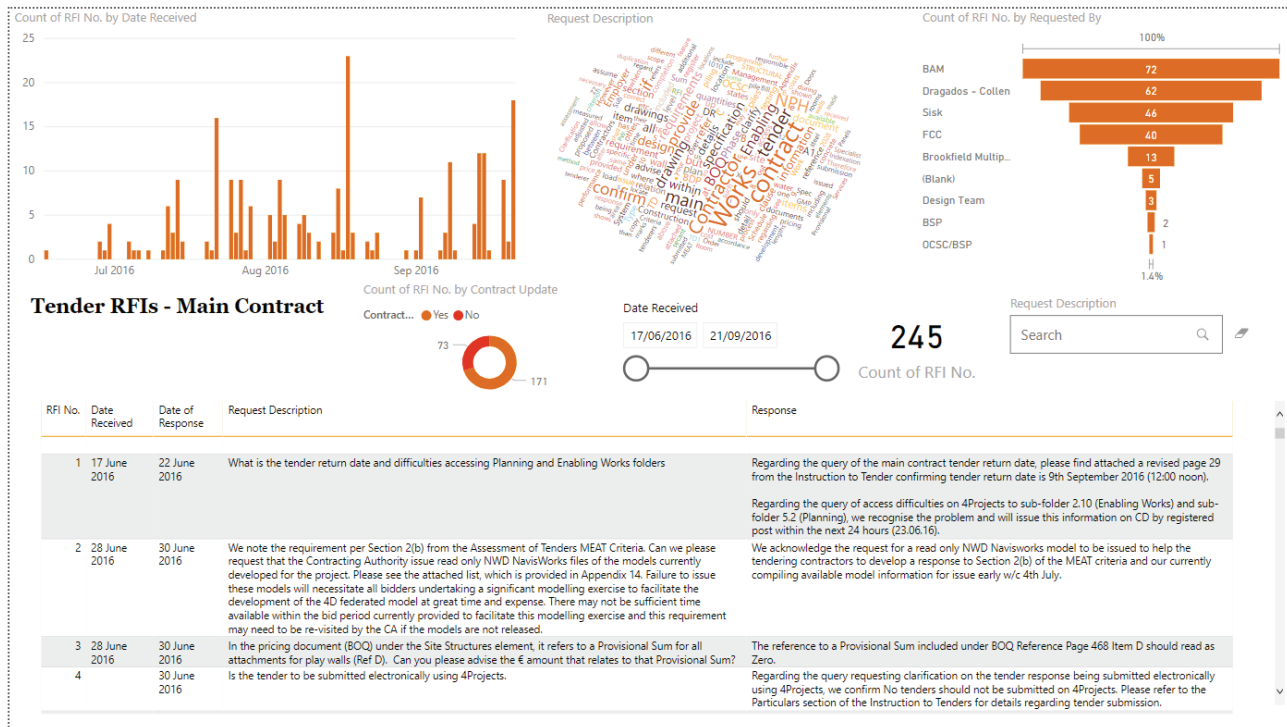 Count of RFI No. by Date Received
25
20
15
10
5
0
Jul 2016
Aug 2016
Sep 2016
Request Description
contract
Works
Contractor
main
tender
Enabling
NPH
BOQ
drawing
specification
provide
confirm
requirements
design
if
drawings
information
within
document
Employer
request
Phase
OCSC
Count of RFI No. by Requested By
100%
BAM 72
Dragados - Collen 62
Sisk 46
FCC 40
Brookfield Multip... 13
(Blank) 5
Design Team 3
BSP 2
OCSC/BSP 1
1.4%
Tender RFIs - Main Contract
Count of RFI No. by Contract Update
Contract... Yes No
73
171
Date Received
17/06/2016 21/09/2016
245
Count of RFI No.
Request Description
Search
RFI No. Date Received Date of Response Request Description Response
1 17 June 2016 22 June 2016 What is the tender return date and difficulties accessing Planning and Enabling Works folders
Regarding the query of the main contract tender return date, please find attached a revised page 29
from the Instruction to Tender confirming tender return date is 9th September 2016 (12:00 noon).
Regarding the query of access difficulties on 4Projects to sub-folder 2.10 (Enabling Works) and sub-
folder 5.2 (Planning), we recognise the problem and will issue this information on CD by registered
post within the next 24 hours (23.06.16).
2 28 June 2016 30 June 2016 We note the requirement per Section 2(b) from the Assessment of Tenders MEAT Criteria. Can we please
request that the Contracting Authority issue read only NWD NavisWorks files of the models currently
developed for the project. Please see the attached list, which is provided in Appendix 14. Failure to issue
these models will necessitate all bidders undertaking a significant modelling exercise to facilitate the
development of the 4D federated model at great time and expense. There may not be sufficient time
available within the bid period currently provided to facilitate this modelling exercise and this requirement
may need to be re-visited by the CA if the models are not released.
We acknowledge the request for a read only NWD Navisworks model to be issued to help the
tendering contractors to develop a response to Section 2(b) of the MEAT criteria and our currently
compiling available model information for issue early w/c 4th July.
3 28 June 2016 30 June 2016 In the pricing document (BOQ) under the Site Structures element, it refers to a Provisional Sum for all
attachments for play walls (Ref D). Can you please advise the € amount that relates to that Provisional Sum?
The reference to a Provisional Sum included under BOQ Reference Page 468 Item D should read as
Zero.
4 30 June 2016 Is the tender to be submitted electronically using 4Projects.
Regarding the query requesting clarification on the tender response being submitted electronically
using 4Projects, we confirm No tenders should not be submitted on 4Projects. Please refer to the
Particulars section of the Instruction to Tenders for details regarding tender submission.